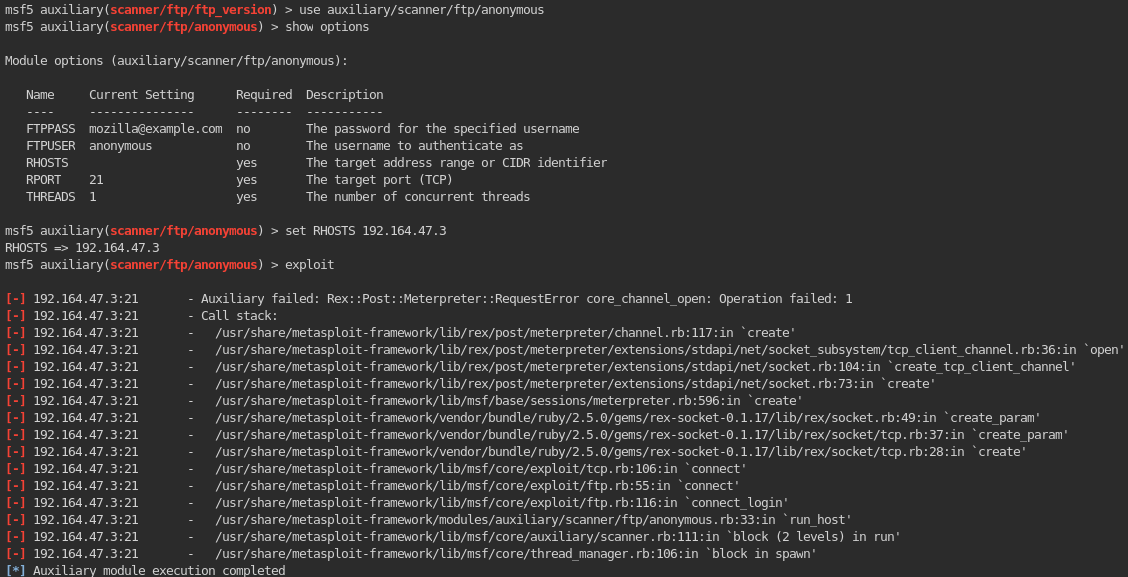 msf5 auxiliary(scanner/ftp/ftp_version) > use auxiliary/scanner/ftp/anonymous
msf5 auxiliary(scanner/ftp/anonymous) > show options
Module options (auxiliary/scanner/ftp/anonymous):
Name     Current Setting      Required  Description
----     ---------------      --------  -----------
FTPPASS  mozilla@example.com  no        The password for the specified username
FTPUSER  anonymous            no        The username to authenticate as
RHOSTS                        yes       The target address range or CIDR identifier
RPORT    21                   yes       The target port (TCP)
THREADS  1                    yes       The number of concurrent threads
msf5 auxiliary(scanner/ftp/anonymous) > set RHOSTS 192.164.47.3
RHOSTS => 192.164.47.3
msf5 auxiliary(scanner/ftp/anonymous) > exploit
[-] 192.164.47.3:21       - Auxiliary failed: Rex::Post::Meterpreter::RequestError core_channel_open: Operation failed: 1
[-] 192.164.47.3:21       - Call stack:
[-] 192.164.47.3:21       -   /usr/share/metasploit-framework/lib/rex/post/meterpreter/channel.rb:117:in `create'
[-] 192.164.47.3:21       -   /usr/share/metasploit-framework/lib/rex/post/meterpreter/extensions/stdapi/net/socket_subsystem/tcp_client_channel.rb:36:in `open'
[-] 192.164.47.3:21       -   /usr/share/metasploit-framework/lib/rex/post/meterpreter/extensions/stdapi/net/socket.rb:104:in `create_tcp_client_channel'
[-] 192.164.47.3:21       -   /usr/share/metasploit-framework/lib/rex/post/meterpreter/extensions/stdapi/net/socket.rb:73:in `create'
[-] 192.164.47.3:21       -   /usr/share/metasploit-framework/lib/msf/base/sessions/meterpreter.rb:596:in `create'
[-] 192.164.47.3:21       -   /usr/share/metasploit-framework/vendor/bundle/ruby/2.5.0/gems/rex-socket-0.1.17/lib/rex/socket.rb:49:in `create_param'
[-] 192.164.47.3:21       -   /usr/share/metasploit-framework/vendor/bundle/ruby/2.5.0/gems/rex-socket-0.1.17/lib/rex/socket/tcp.rb:37:in `create_param'
[-] 192.164.47.3:21       -   /usr/share/metasploit-framework/vendor/bundle/ruby/2.5.0/gems/rex-socket-0.1.17/lib/rex/socket/tcp.rb:28:in `create'
[-] 192.164.47.3:21       -   /usr/share/metasploit-framework/lib/msf/core/exploit/tcp.rb:106:in `connect'
[-] 192.164.47.3:21       -   /usr/share/metasploit-framework/lib/msf/core/exploit/ftp.rb:55:in `connect'
[-] 192.164.47.3:21       -   /usr/share/metasploit-framework/lib/msf/core/exploit/ftp.rb:116:in `connect_login'
[-] 192.164.47.3:21       -   /usr/share/metasploit-framework/modules/auxiliary/scanner/ftp/anonymous.rb:33:in `run_host'
[-] 192.164.47.3:21       -   /usr/share/metasploit-framework/lib/msf/core/auxiliary/scanner.rb:111:in `block (2 levels) in run'
[-] 192.164.47.3:21       -   /usr/share/metasploit-framework/lib/msf/core/thread_manager.rb:106:in `block in spawn'
[*] Auxiliary module execution completed